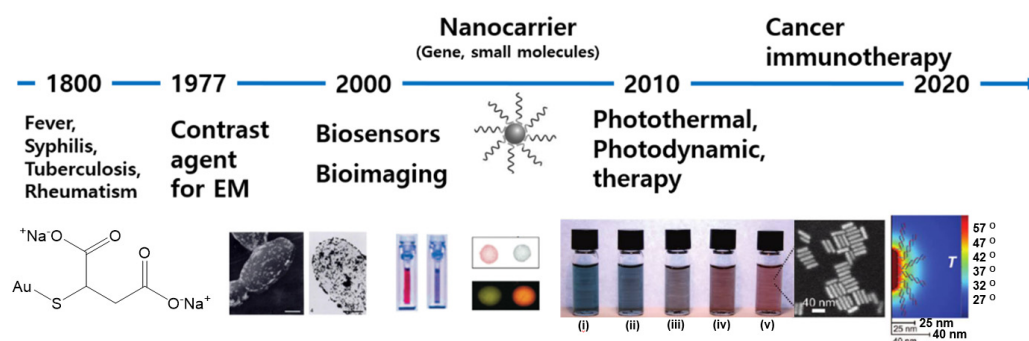 Nanocarrier
(Gene, small molecules)
Cancer
immunotherapy
1800
1977
2000
2010
2020
Fever,
Syphilis,
Tuberculosis,
Rheumatism
Contrast
agent
for EM
Biosensors
Bioimaging
Photothermal,
Photodynamic,
therapy
⁺Na⁻O
O
O
Au
S
O⁻Na⁺
(i)
(ii)
(iii)
(iv)
(v)
40 nm
T
57 O
47 O
42 O
37 O
32 O
27 O
25 nm
25 nm
40 nm